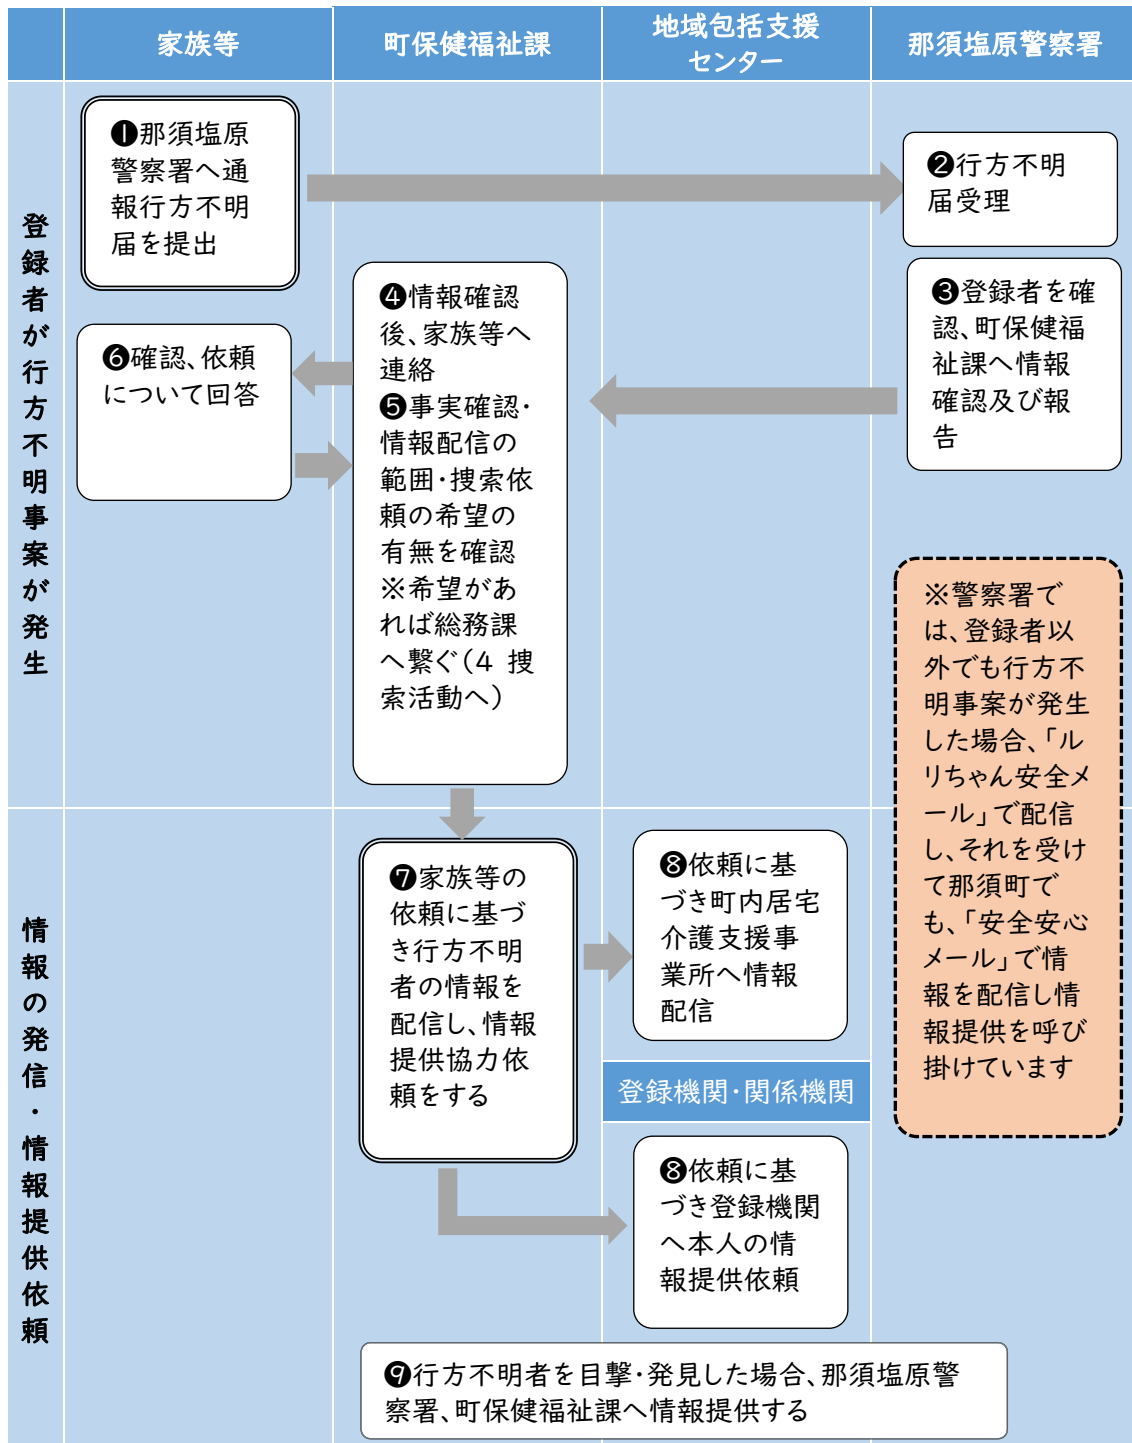 家族等
町保健福祉課
地域包括支援
センター
那須塩原警察署
登録者が行方不明事案が発生
❶那須塩原
警察署へ通
報行方不明
届を提出
❷行方不明
届受理
❸登録者を確
認、町保健福
祉課へ情報
確認及び報
告
❹情報確認
後、家族等へ
連絡
❺事実確認・
情報配信の
範囲・捜索依
頼の希望の
有無を確認
※希望があ
れば総務課
へ繋ぐ（4 捜
索活動へ）
❻確認、依頼
について回答
※警察署で
は、登録者以
外でも行方不
明事案が発生
した場合、「ル
リちゃん安全メ
ール」で配信
し、それを受け
て那須町で
も、「安全安心
メール」で情
報を配信し情
報提供を呼び
掛けています
情報の発信・情報提供依頼
❼家族等の
依頼に基づ
き行方不明
者の情報を
配信し、情報
提供協力依
頼をする
❽依頼に基
づき町内居宅
介護支援事
業所へ情報
配信
登録機関・関係機関
❽依頼に基
づき登録機関
へ本人の情
報提供依頼
❾行方不明者を目撃・発見した場合、那須塩原警
察署、町保健福祉課へ情報提供する